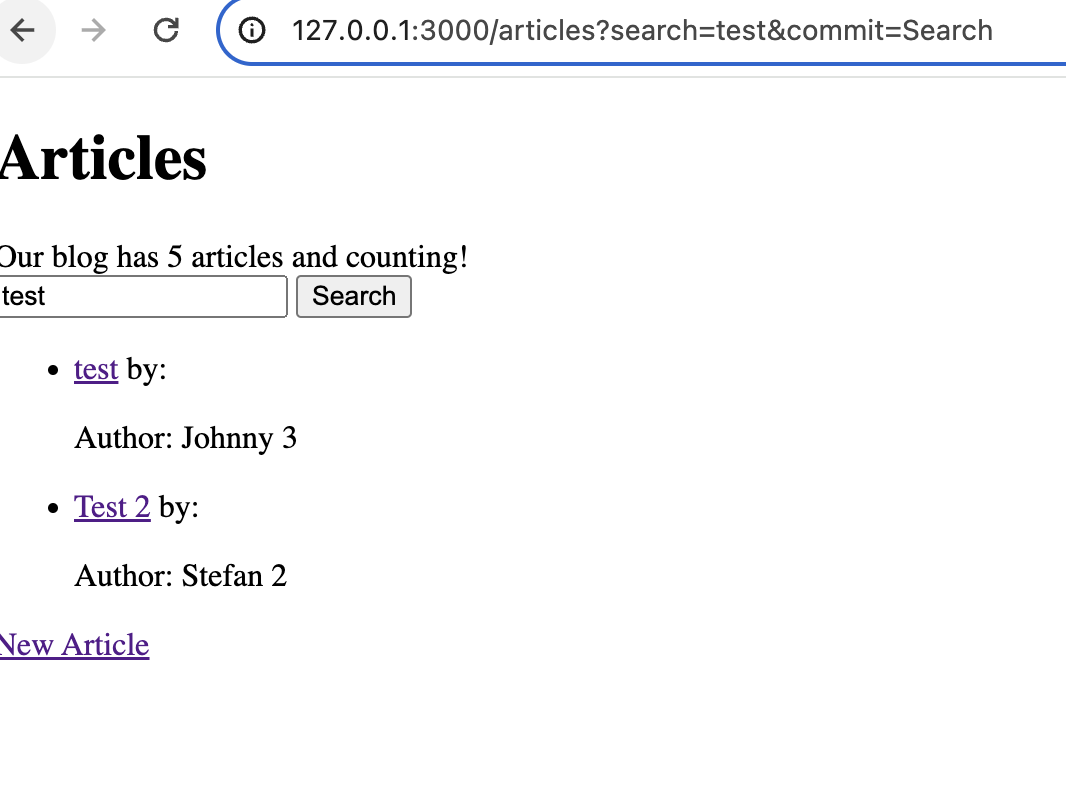 127.0.0.1:3000/articles?search=test&commit=Search
Articles
Our blog has 5 articles and counting!
test Search
test by:
Author: Johnny 3
Test 2 by:
Author: Stefan 2
New Article